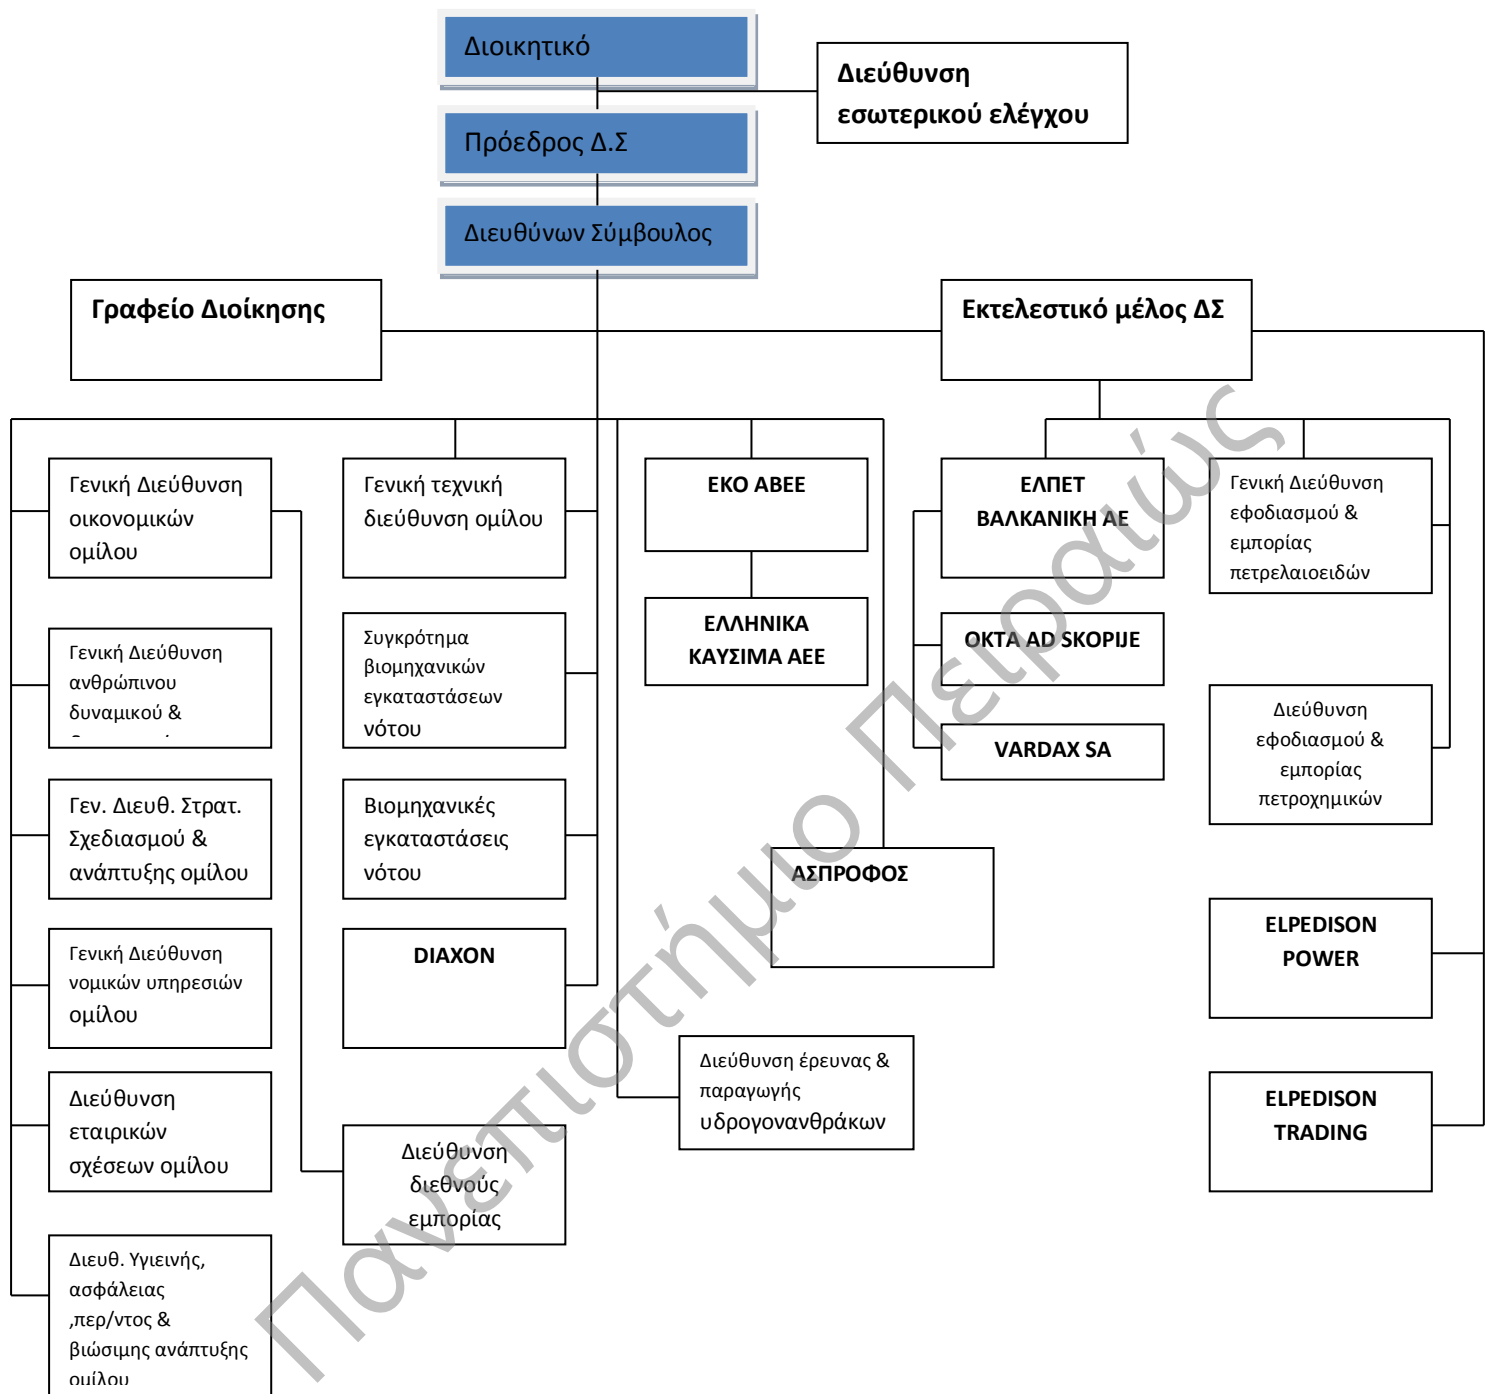 Διοικητικό
Διεύθυνση
εσωτερικού ελέγχου
Πρόεδρος Δ.Σ
Διευθύνων Σύμβουλος
Γραφείο Διοίκησης
Εκτελεστικό μέλος ΔΣ
Γενική Διεύθυνση
οικονομικών
ομίλου
Γενική τεχνική
διεύθυνση ομίλου
ΕΚΟ ΑΒΕΕ
ΕΛΠΕΤ
ΒΑΛΚΑΝΙΚΗ ΑΕ
Γενική Διεύθυνση
εφοδιασμού &
εμπορίας
πετρελαιοειδών
Γενική Διεύθυνση
ανθρώπινου
δυναμικού &
Συγκρότημα
βιομηχανικών
εγκαταστάσεων
νότου
ΕΛΛΗΝΙΚΑ
ΚΑΥΣΙΜΑ ΑΕΕ
OKTA AD SKOPIJE
Διεύθυνση
εφοδιασμού &
εμπορίας
πετροχημικών
VARDAX SA
Γεν. Διευθ. Στρατ.
Σχεδιασμού &
ανάπτυξης ομίλου
Βιομηχανικές
εγκαταστάσεις
νότου
ΑΣΠΡΟΦΟΣ
Γενική Διεύθυνση
νομικών υπηρεσιών
ομίλου
DIAXON
ELPEDISON
POWER
Διεύθυνση
εταιρικών
σχέσεων ομίλου
Διεύθυνση
διεθνούς
εμπορίας
Διεύθυνση έρευνας &
παραγωγής
υδρογονανθράκων
ELPEDISON
TRADING
Διευθ. Υγιεινής,
ασφάλειας
,περ/ντος &
βιώσιμης ανάπτυξης
ομίλου
Πανεπιστήμιο Πειραιώς